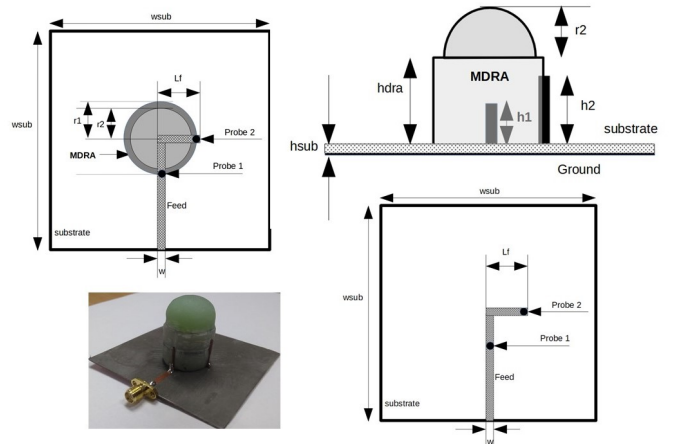 wsub
wsub
Lf
r1
r2
Probe 2
MDRA
Probe 1
Feed
substrate
w
r2
hdra
MDRA
h1
h2
substrate
hsub
Ground
wsub
wsub
Lf
Probe 2
Probe 1
Feed
substrate
w